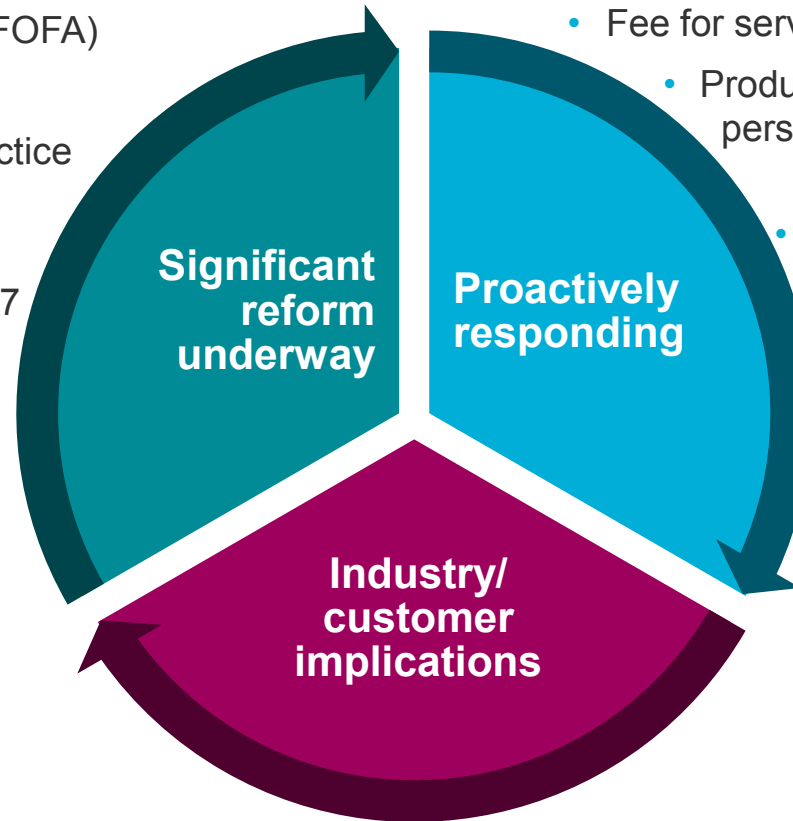 FOFA)
• Fee for serv
• Produ
pers
ctice
•
7
Significant
reform
underway
Proactively
responding
Industry/
customer
implications